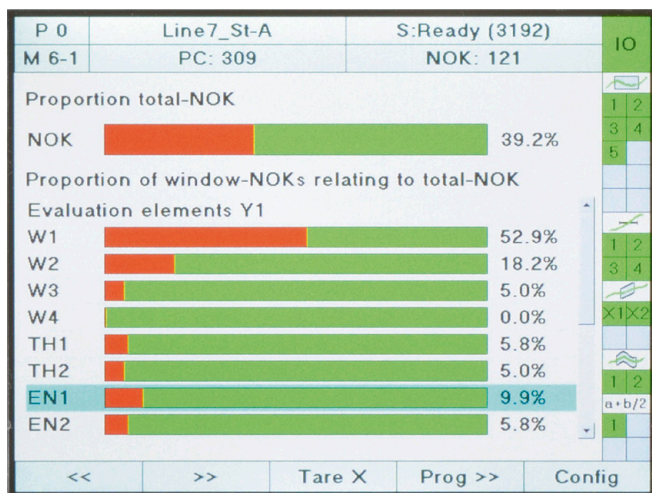 P 0 Line7_St-A S:Ready (3192) IO
M 6-1 PC: 309 NOK: 121
Proportion total-NOK
NOK 39.2%
Proportion of window-NOKs relating to total-NOK
Evaluation elements Y1
W1 52.9%
W2 18.2%
W3 5.0%
W4 0.0%
TH1 5.8%
TH2 5.0%
EN1 9.9%
EN2 5.8%
1 2
3 4
5
1 2
3 4
X1 X2
1 2
a+b/2
1
<< >> Tare X Prog >> Config